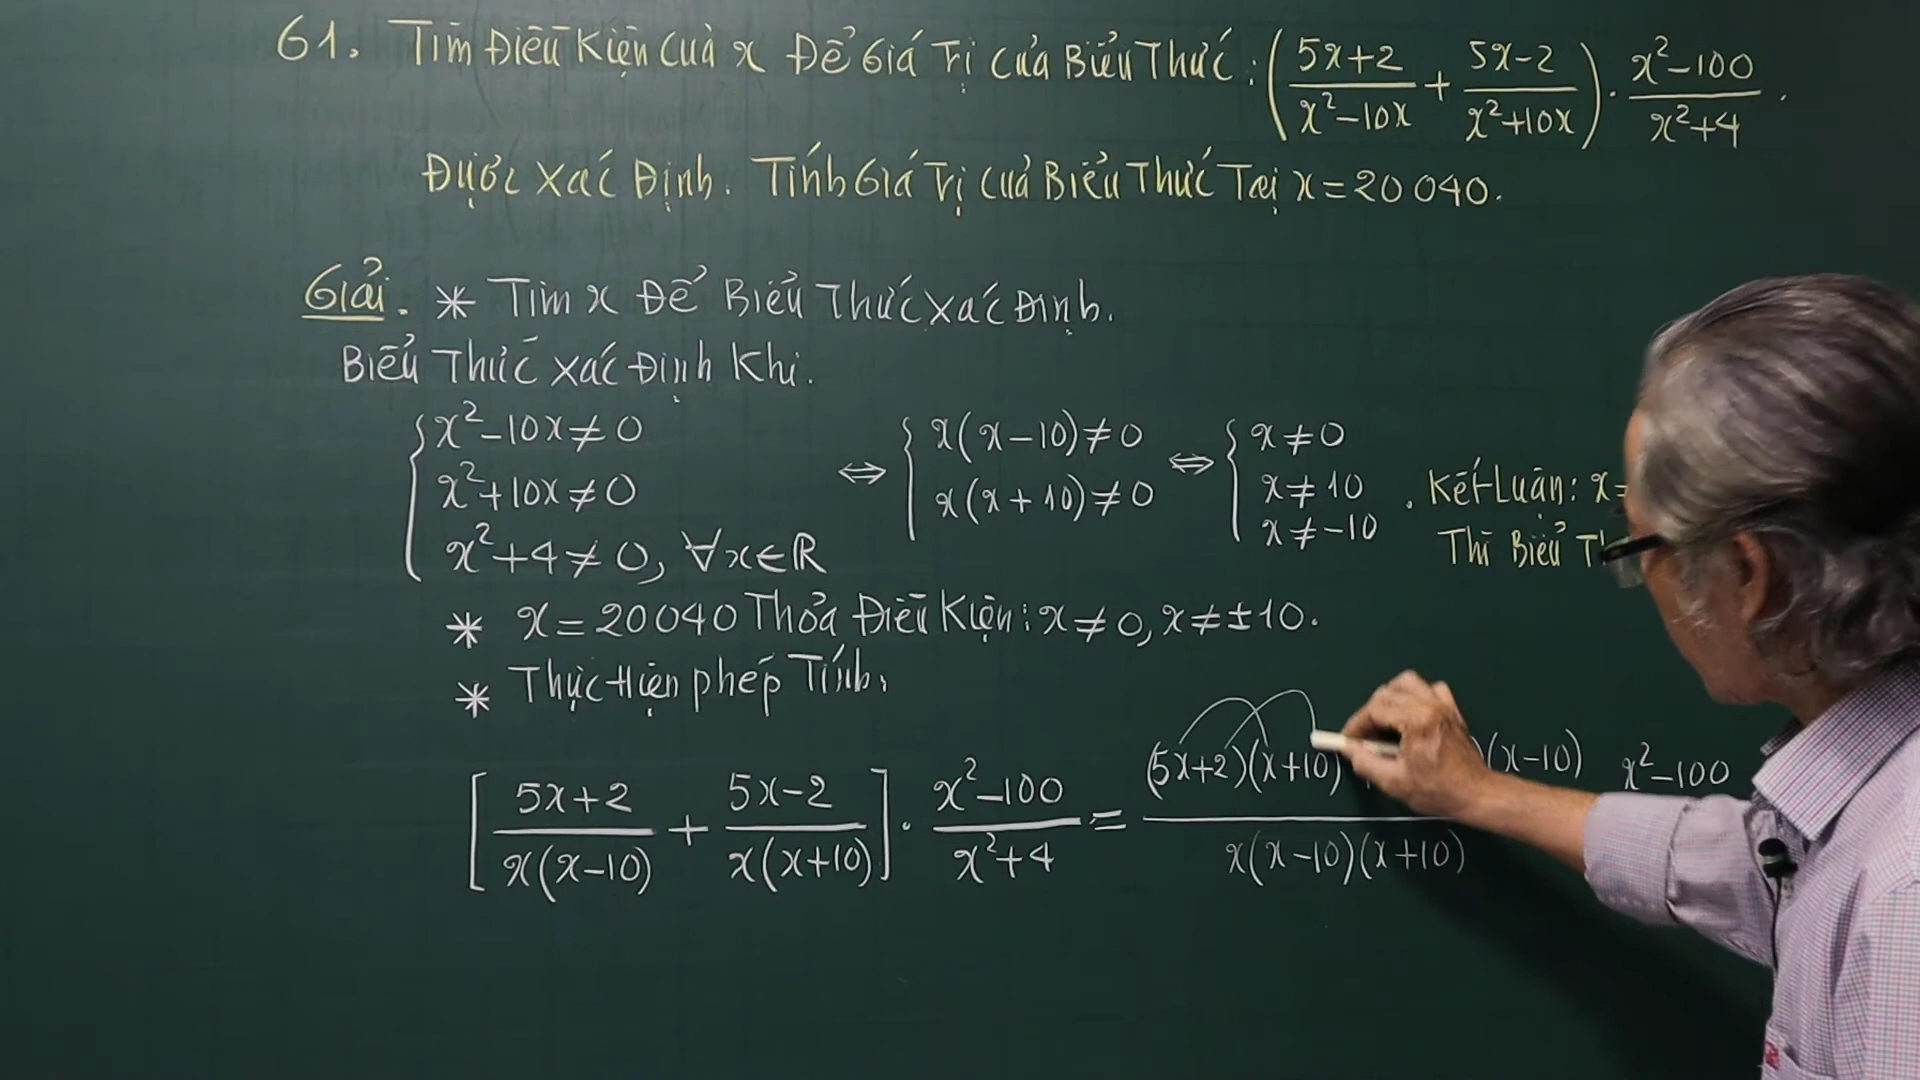 61. Tìm Điều Kiện Của x Để Giá Trị Của Biểu Thức: ( (5x+2)/(x²-10x) + (5x-2)/(x²+10x) ) . (x²-100)/(x²+4) .
Được Xác Định. Tính Giá Trị Của Biểu Thức Tại x = 20040.
Giải. * Tìm x Để Biểu Thức Xác Định.
Biểu Thức Xác Định Khi.
{ x²-10x ≠ 0
x²+10x ≠ 0
x²+4 ≠ 0, ∀x∈ℝ
⇔ { x(x-10) ≠ 0
x(x+10) ≠ 0
⇔ { x ≠ 0
x ≠ 10
x ≠ -10
. Kết Luận: x
Thì Biểu
* x = 20040 Thỏa Điều Kiện: x ≠ 0, x ≠ ±10.
* Thực Hiện Phép Tính:
[ (5x+2)/(x(x-10)) + (5x-2)/(x(x+10)) ] . (x²-100)/(x²+4) = (5x+2)(x+10) )(x-10) / x(x-10)(x+10) x²-100